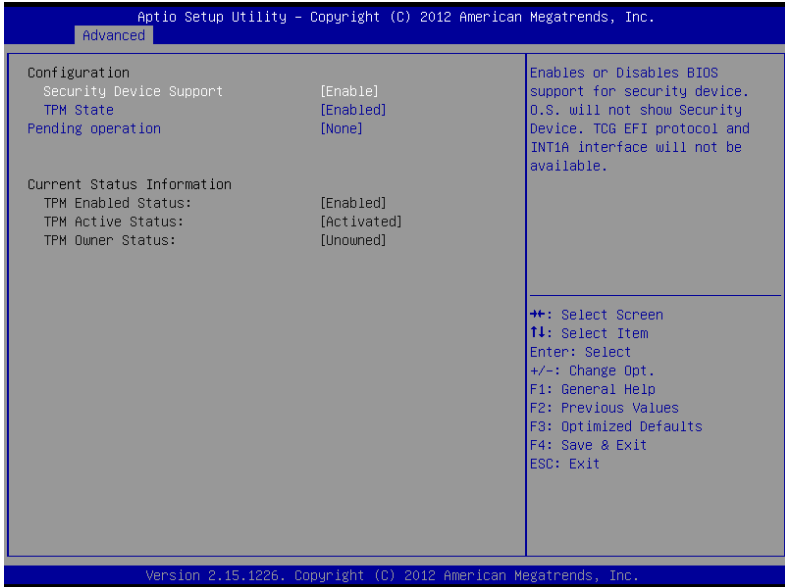 Aptio Setup Utility – Copyright (C) 2012 American Megatrends, Inc.
Advanced
Configuration
Security Device Support [Enable]
TPM State [Enabled]
Pending operation [None]
Current Status Information
TPM Enabled Status: [Enabled]
TPM Active Status: [Activated]
TPM Owner Status: [Unowned]
Enables or Disables BIOS
support for security device.
O.S. will not show Security
Device. TCG EFI protocol and
INT1A interface will not be
available.
→←: Select Screen
↑↓: Select Item
Enter: Select
+/-: Change Opt.
F1: General Help
F2: Previous Values
F3: Optimized Defaults
F4: Save & Exit
ESC: Exit
Version 2.15.1226. Copyright (C) 2012 American Megatrends, Inc.